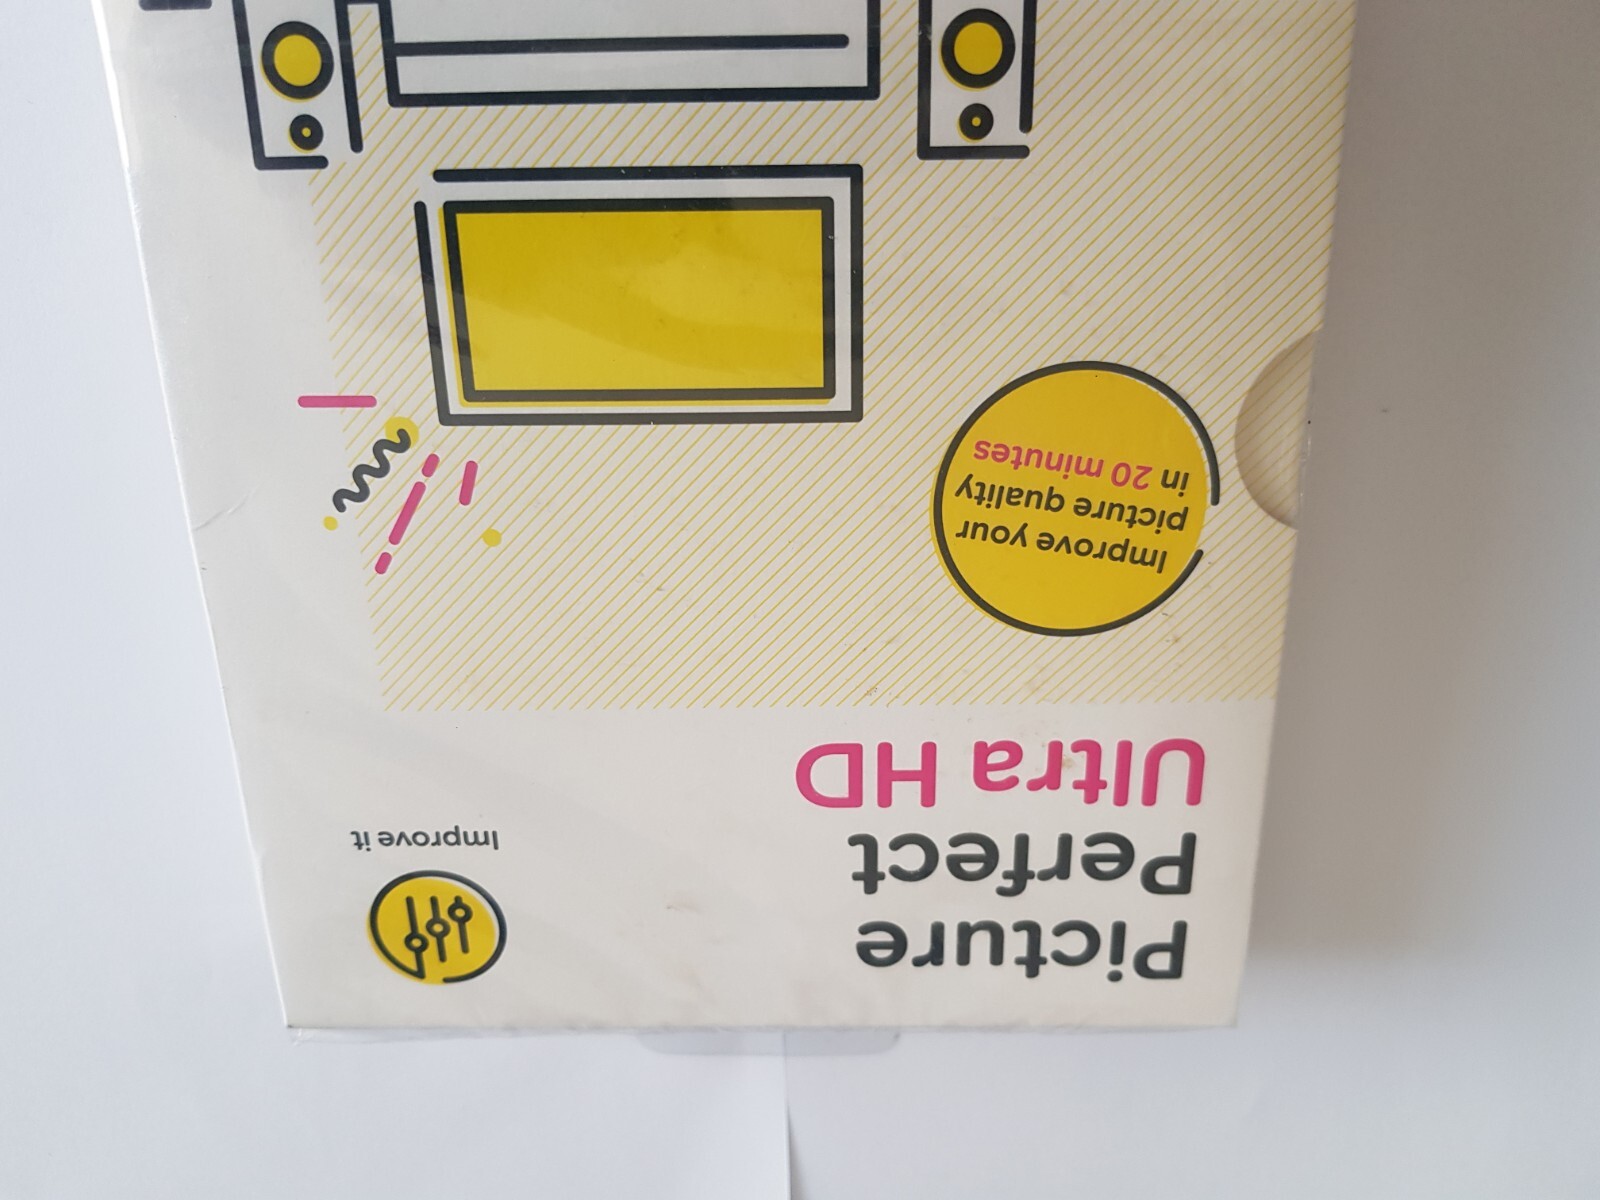 Picture
Perfect
Ultra HD
Improve it
Improve your
picture quality
in 20 minutes